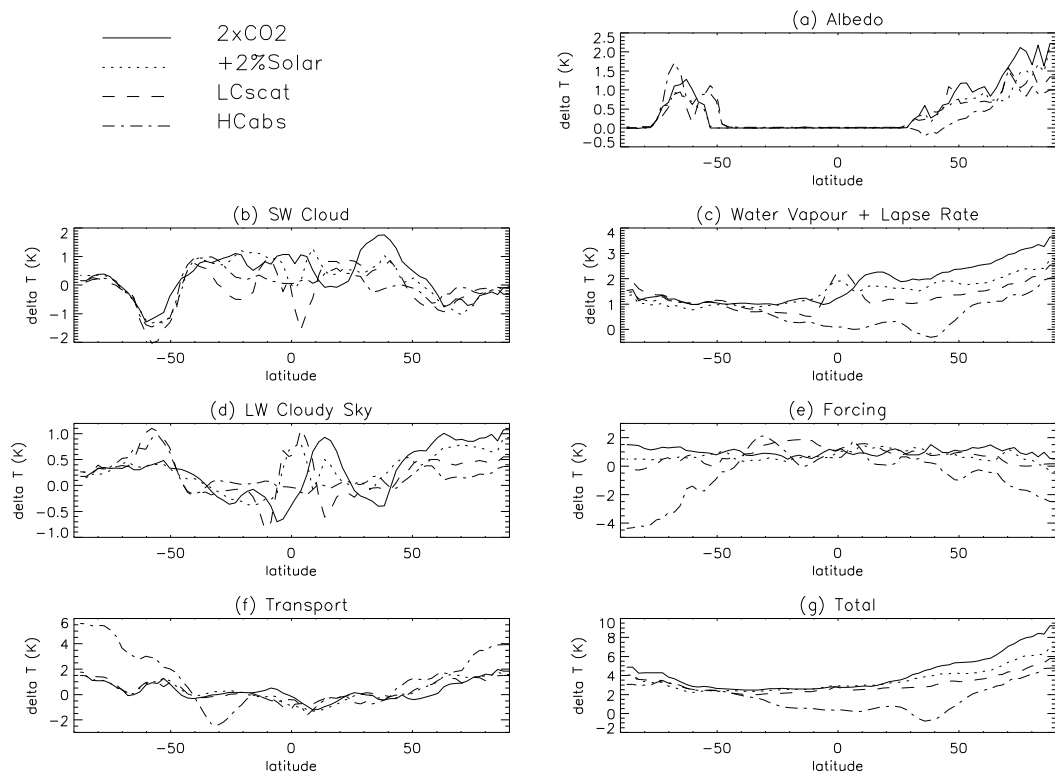 2xCO2
+2%Solar
LCscat
HCabs
(a) Albedo
delta T (K)
2.5
2.0
1.5
1.0
0.5
0.0
−0.5
−50 0 50
latitude
(b) SW Cloud
delta T (K)
2
1
0
−1
−2
−50 0 50
latitude
(c) Water Vapour + Lapse Rate
delta T (K)
4
3
2
1
0
−50 0 50
latitude
(d) LW Cloudy Sky
delta T (K)
1.0
0.5
0.0
−0.5
−1.0
−50 0 50
latitude
(e) Forcing
delta T (K)
2
0
−2
−4
−50 0 50
latitude
(f) Transport
delta T (K)
6
4
2
0
−2
−50 0 50
latitude
(g) Total
delta T (K)
10
8
6
4
2
0
−2
−50 0 50
latitude